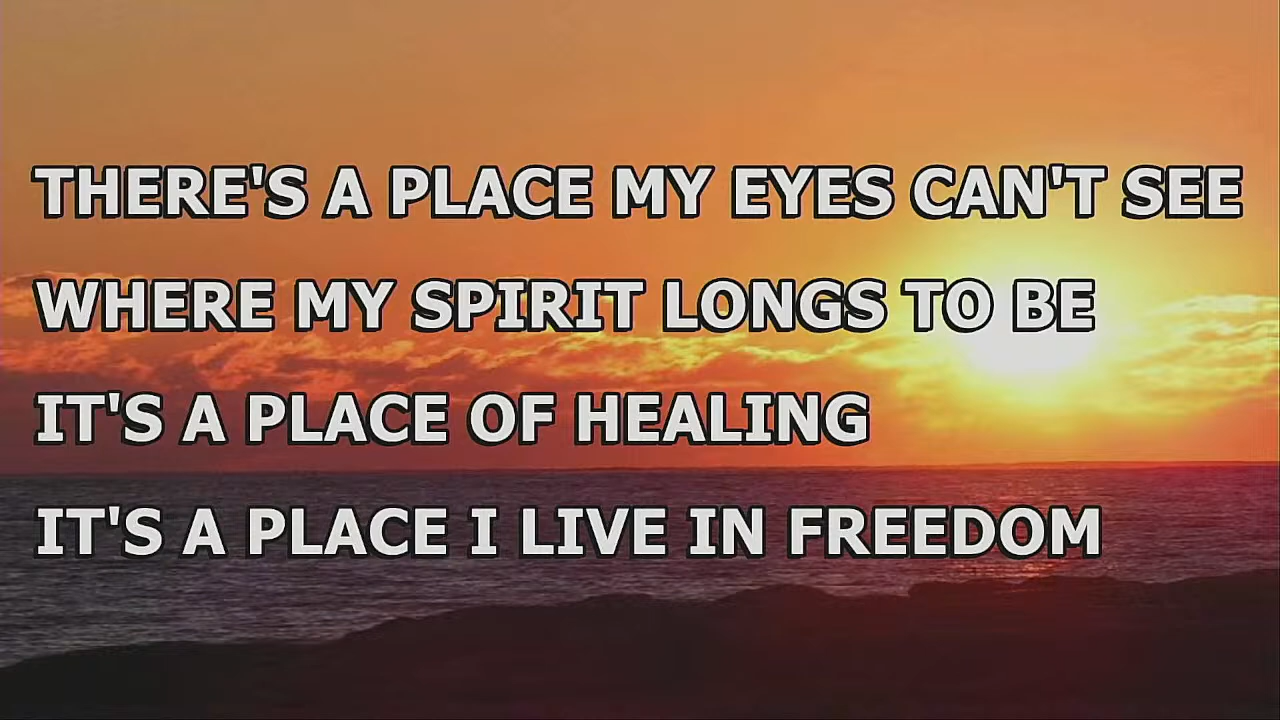 THERE'S A PLACE MY EYES CAN'T SEE
WHERE MY SPIRIT LONGS TO BE
IT'S A PLACE OF HEALING
IT'S A PLACE I LIVE IN FREEDOM